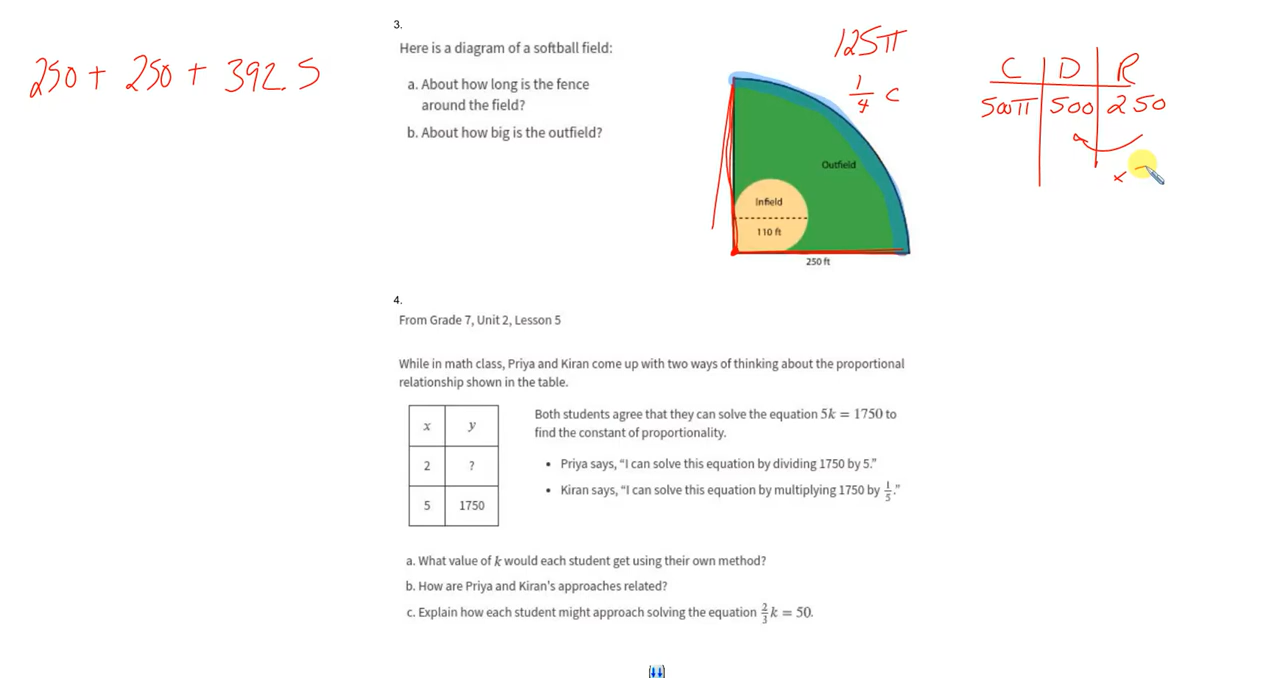 250 + 250 + 392.5
3.
Here is a diagram of a softball field:
a. About how long is the fence
around the field?
b. About how big is the outfield?
125π
1/4 C
Outfield
Infield
110 ft
250 ft
C D R
500π 500 250
x
4.
From Grade 7, Unit 2, Lesson 5
While in math class, Priya and Kiran come up with two ways of thinking about the proportional
relationship shown in the table.
x y
2 ?
5 1750
Both students agree that they can solve the equation 5k = 1750 to
find the constant of proportionality.
• Priya says, “I can solve this equation by dividing 1750 by 5.”
• Kiran says, “I can solve this equation by multiplying 1750 by 1/5.”
a. What value of k would each student get using their own method?
b. How are Priya and Kiran's approaches related?
c. Explain how each student might approach solving the equation 2/3k = 50.